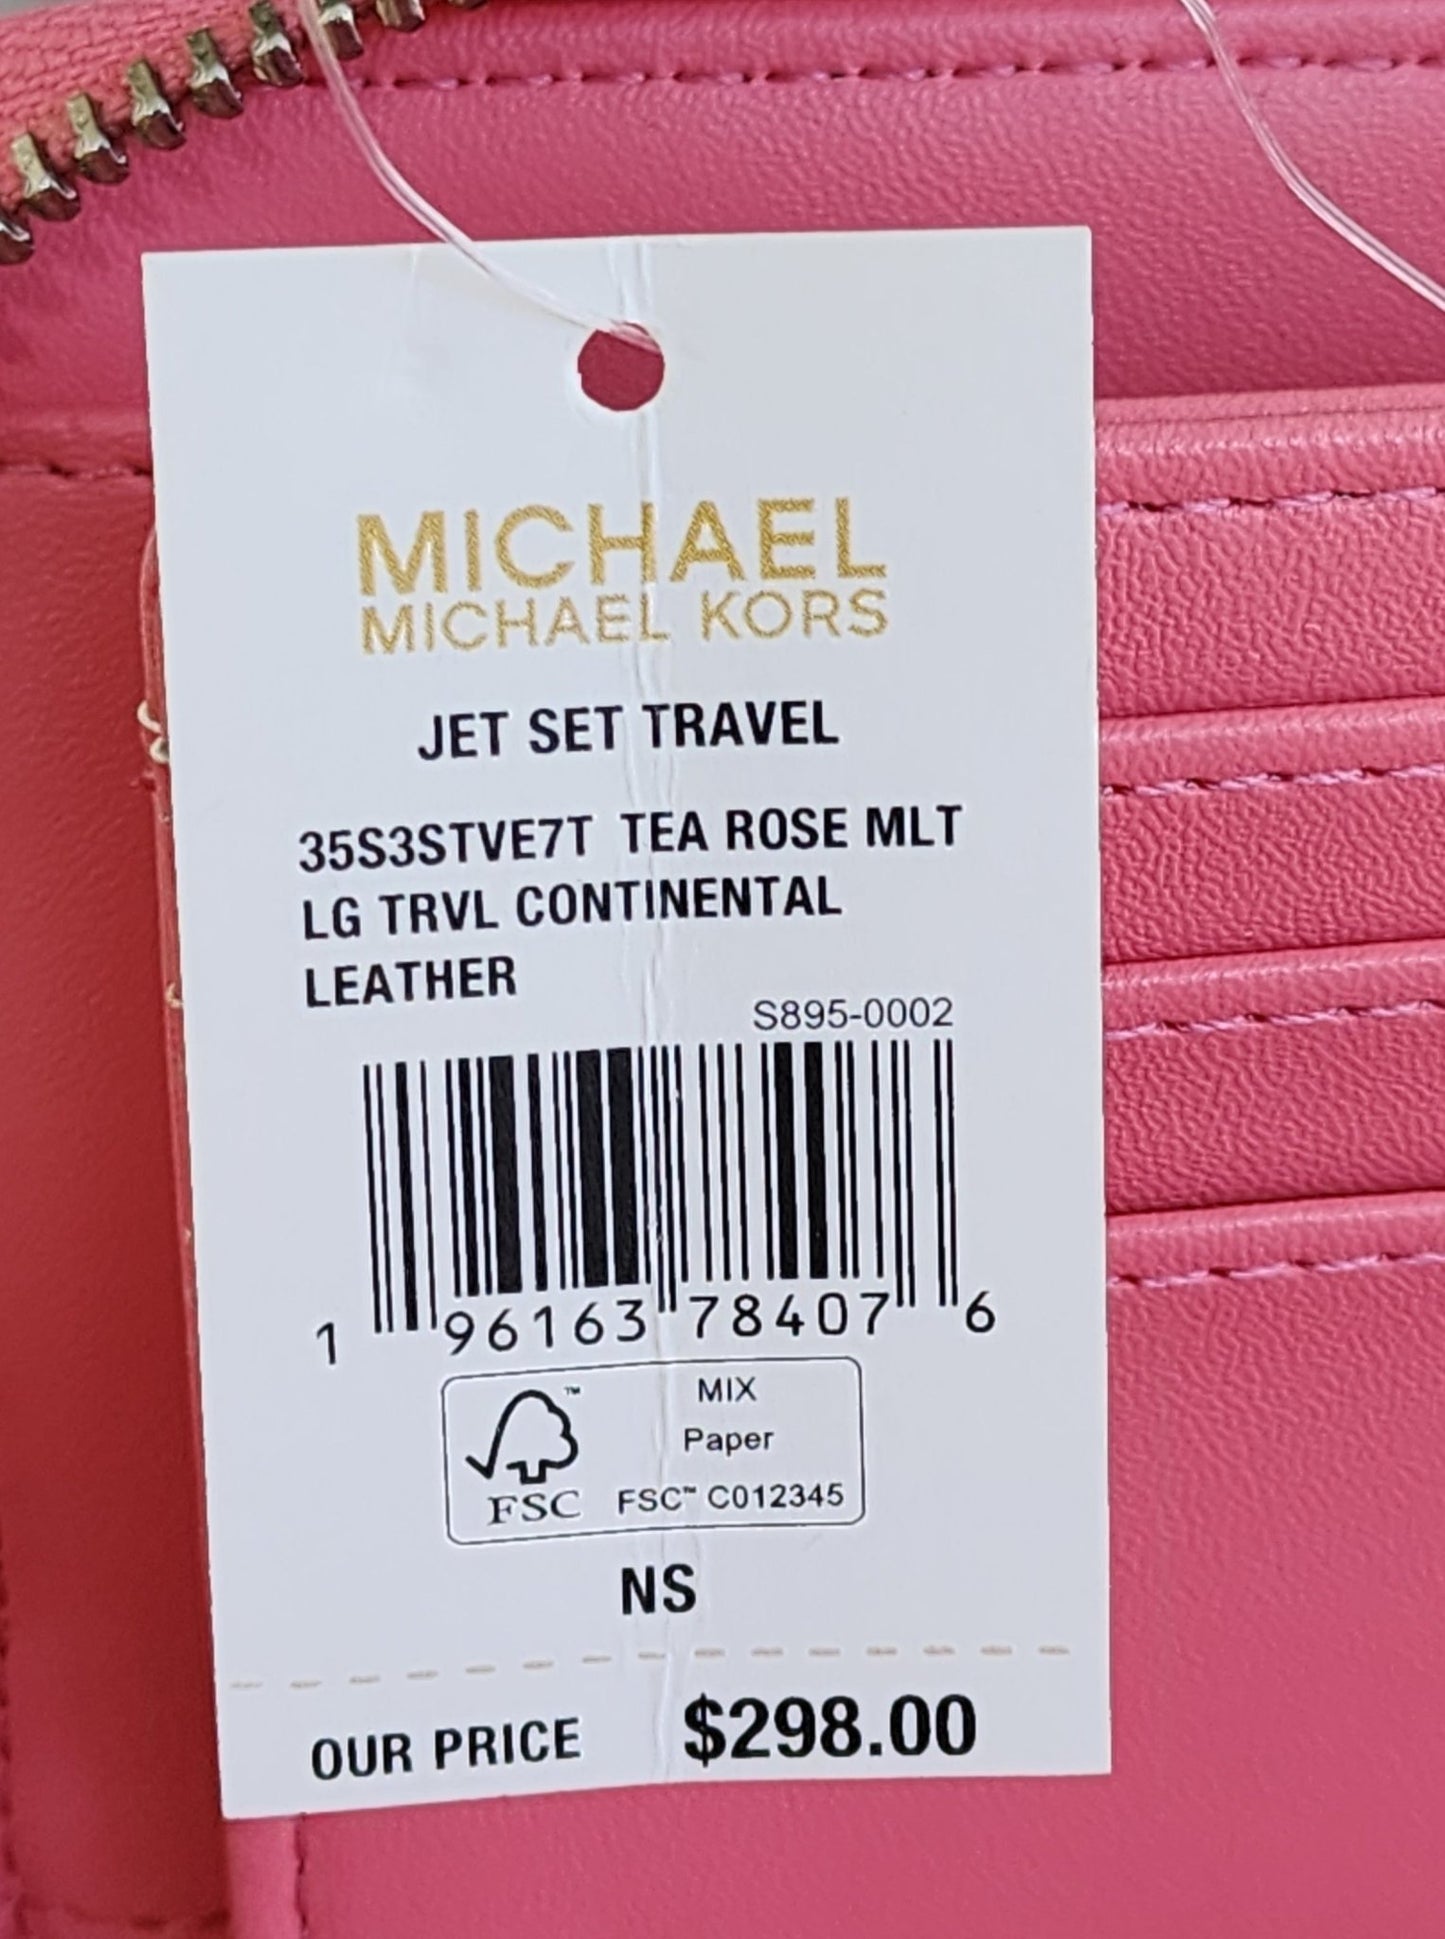 MICHAEL
MICHAEL KORS
JET SET TRAVEL
35S3STVE7T TEA ROSE MLT
LG TRVL CONTINENTAL
LEATHER
S895-0002
1 96163 78407 6
™
MIX
Paper
FSC FSC™ C012345
NS
OUR PRICE $298.00